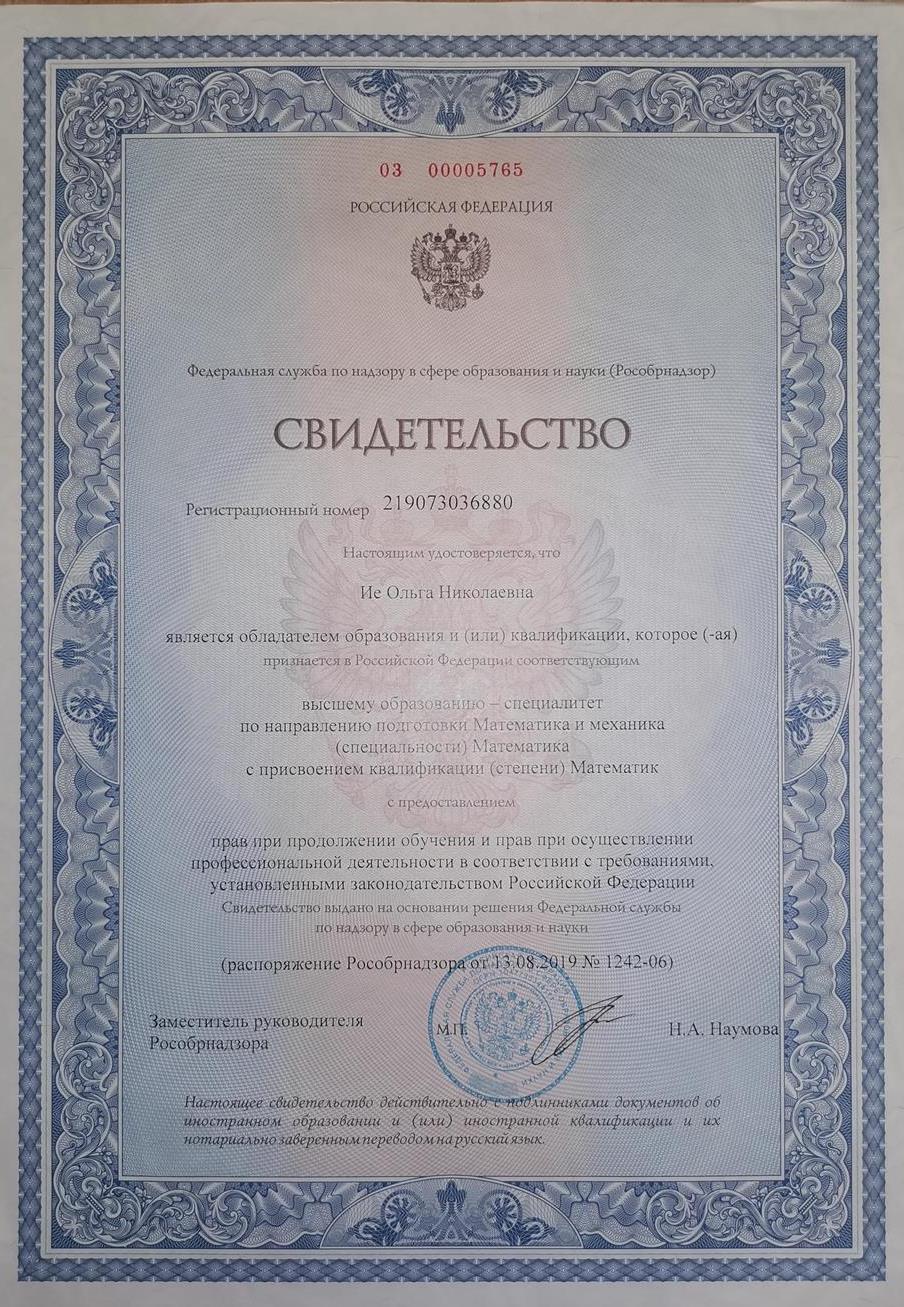 03 00005765
РОССИЙСКАЯ ФЕДЕРАЦИЯ
Федеральная служба по надзору в сфере образования и науки (Рособрнадзор)
СВИДЕТЕЛЬСТВО
Регистрационный номер 219073036880
Настоящим удостоверяется, что
Ие Ольга Николаевна
является обладателем образования и (или) квалификации, которое (-ая)
признается в Российской Федерации соответствующим
высшему образованию – специалитет
по направлению подготовки Математика и механика
(специальности) Математика
с присвоением квалификации (степени) Математик
с предоставлением
прав при продолжении обучения и прав при осуществлении
профессиональной деятельности в соответствии с требованиями,
установленными законодательством Российской Федерации
Свидетельство выдано на основании решения Федеральной службы
по надзору в сфере образования и науки
(распоряжение Рособрнадзора от 13.08.2019 № 1242-06)
Заместитель руководителя
Рособрнадзора
М.П.
Н.А. Наумова
Настоящее свидетельство действительно с подлинниками документов об
иностранном образовании и (или) иностранной квалификации и их
нотариально заверенным переводом на русский язык.